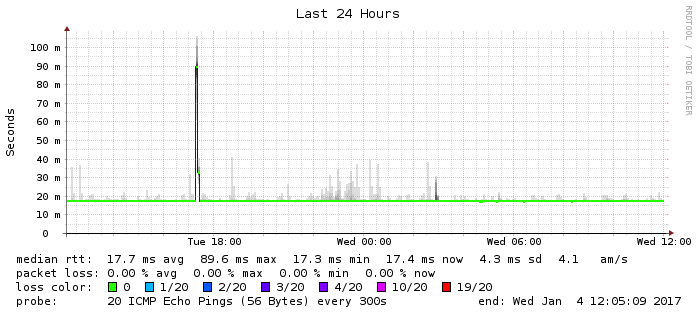 Last 24 Hours
RRDTOOL / TOBI OETIKER
Seconds
100 m
90 m
80 m
70 m
60 m
50 m
40 m
30 m
20 m
10 m
0
Tue 18:00 Wed 00:00 Wed 06:00 Wed 12:00
median rtt: 17.7 ms avg 89.6 ms max 17.3 ms min 17.4 ms now 4.3 ms sd 4.1 am/s
packet loss: 0.00 % avg 0.00 % max 0.00 % min 0.00 % now
loss color: 0 1/20 2/20 3/20 4/20 10/20 19/20
probe: 20 ICMP Echo Pings (56 Bytes) every 300s end: Wed Jan 4 12:05:09 2017